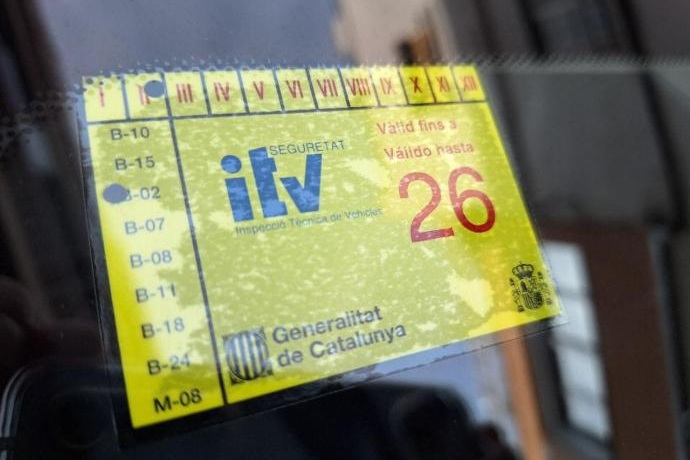 I II III IV V VI VII VIII IX X XI XII
B-10
B-15
B-02
B-07
B-08
B-11
B-18
B-24
M-08
SEGURETAT
itv
Inspecció Tècnica de Vehicles
Vàlid fins a
Válido hasta
26
Generalitat
de Catalunya